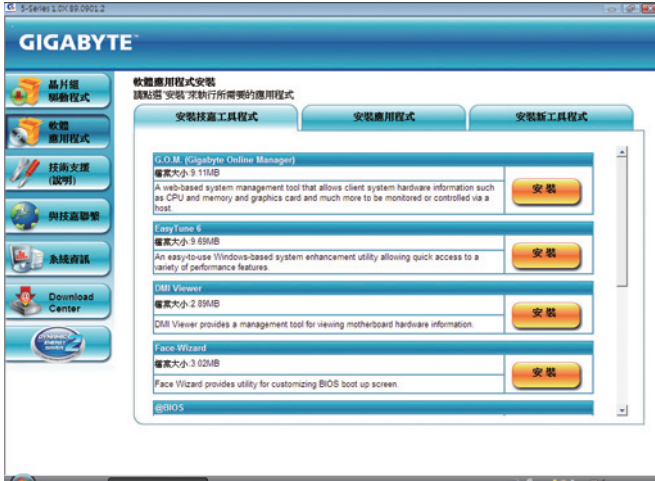 5-Series 1.0X B9.0901.2
GIGABYTE™
晶片組
驅動程式
軟體
應用程式
技術支援
(說明)
與技嘉聯繫
系統資訊
Download
Center
DYNAMIC
ENERGY
SAVER 2
軟體應用程式安裝
請點選'安裝'來執行所需要的應用程式
安裝技嘉工具程式
安裝應用程式
安裝新工具程式
G.O.M. (Gigabyte Online Manager)
檔案大小:9.11MB
A web-based system management tool that allows client system hardware information such
as CPU and memory and graphics card and much more to be monitored or controlled via a
host.
安裝
EasyTune 6
檔案大小:9.69MB
An easy-to-use Windows-based system enhancement utility allowing quick access to a
variety of performance features.
安裝
DMI Viewer
檔案大小:2.89MB
DMI Viewer provides a management tool for viewing motherboard hardware information.
安裝
Face-Wizard
檔案大小:3.02MB
Face Wizard provides utility for customizing BIOS boot up screen.
安裝
@BIOS